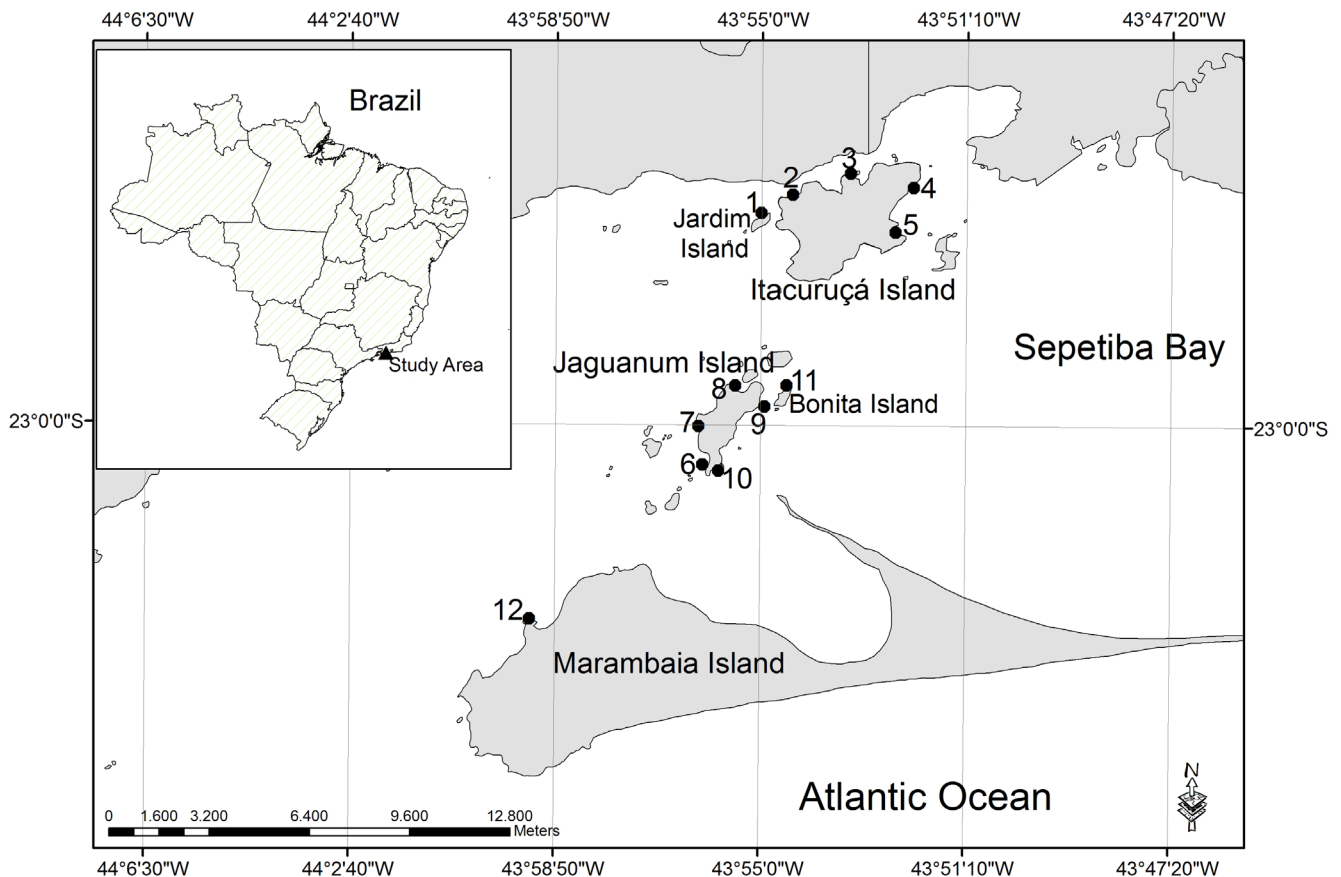 44°6'30"W 44°2'40"W 43°58'50"W 43°55'0"W 43°51'10"W 43°47'20"W
Brazil
Study Area
3
2
4
1
5
Jardim
Island
Itacuruçá Island
Sepetiba Bay
Jaguanum Island
8
11
Bonita Island
9
7
23°0'0"S
23°0'0"S
6
10
12
Marambaia Island
Atlantic Ocean
N
0 1.600 3.200 6.400 9.600 12.800
Meters
44°6'30"W 44°2'40"W 43°58'50"W 43°55'0"W 43°51'10"W 43°47'20"W